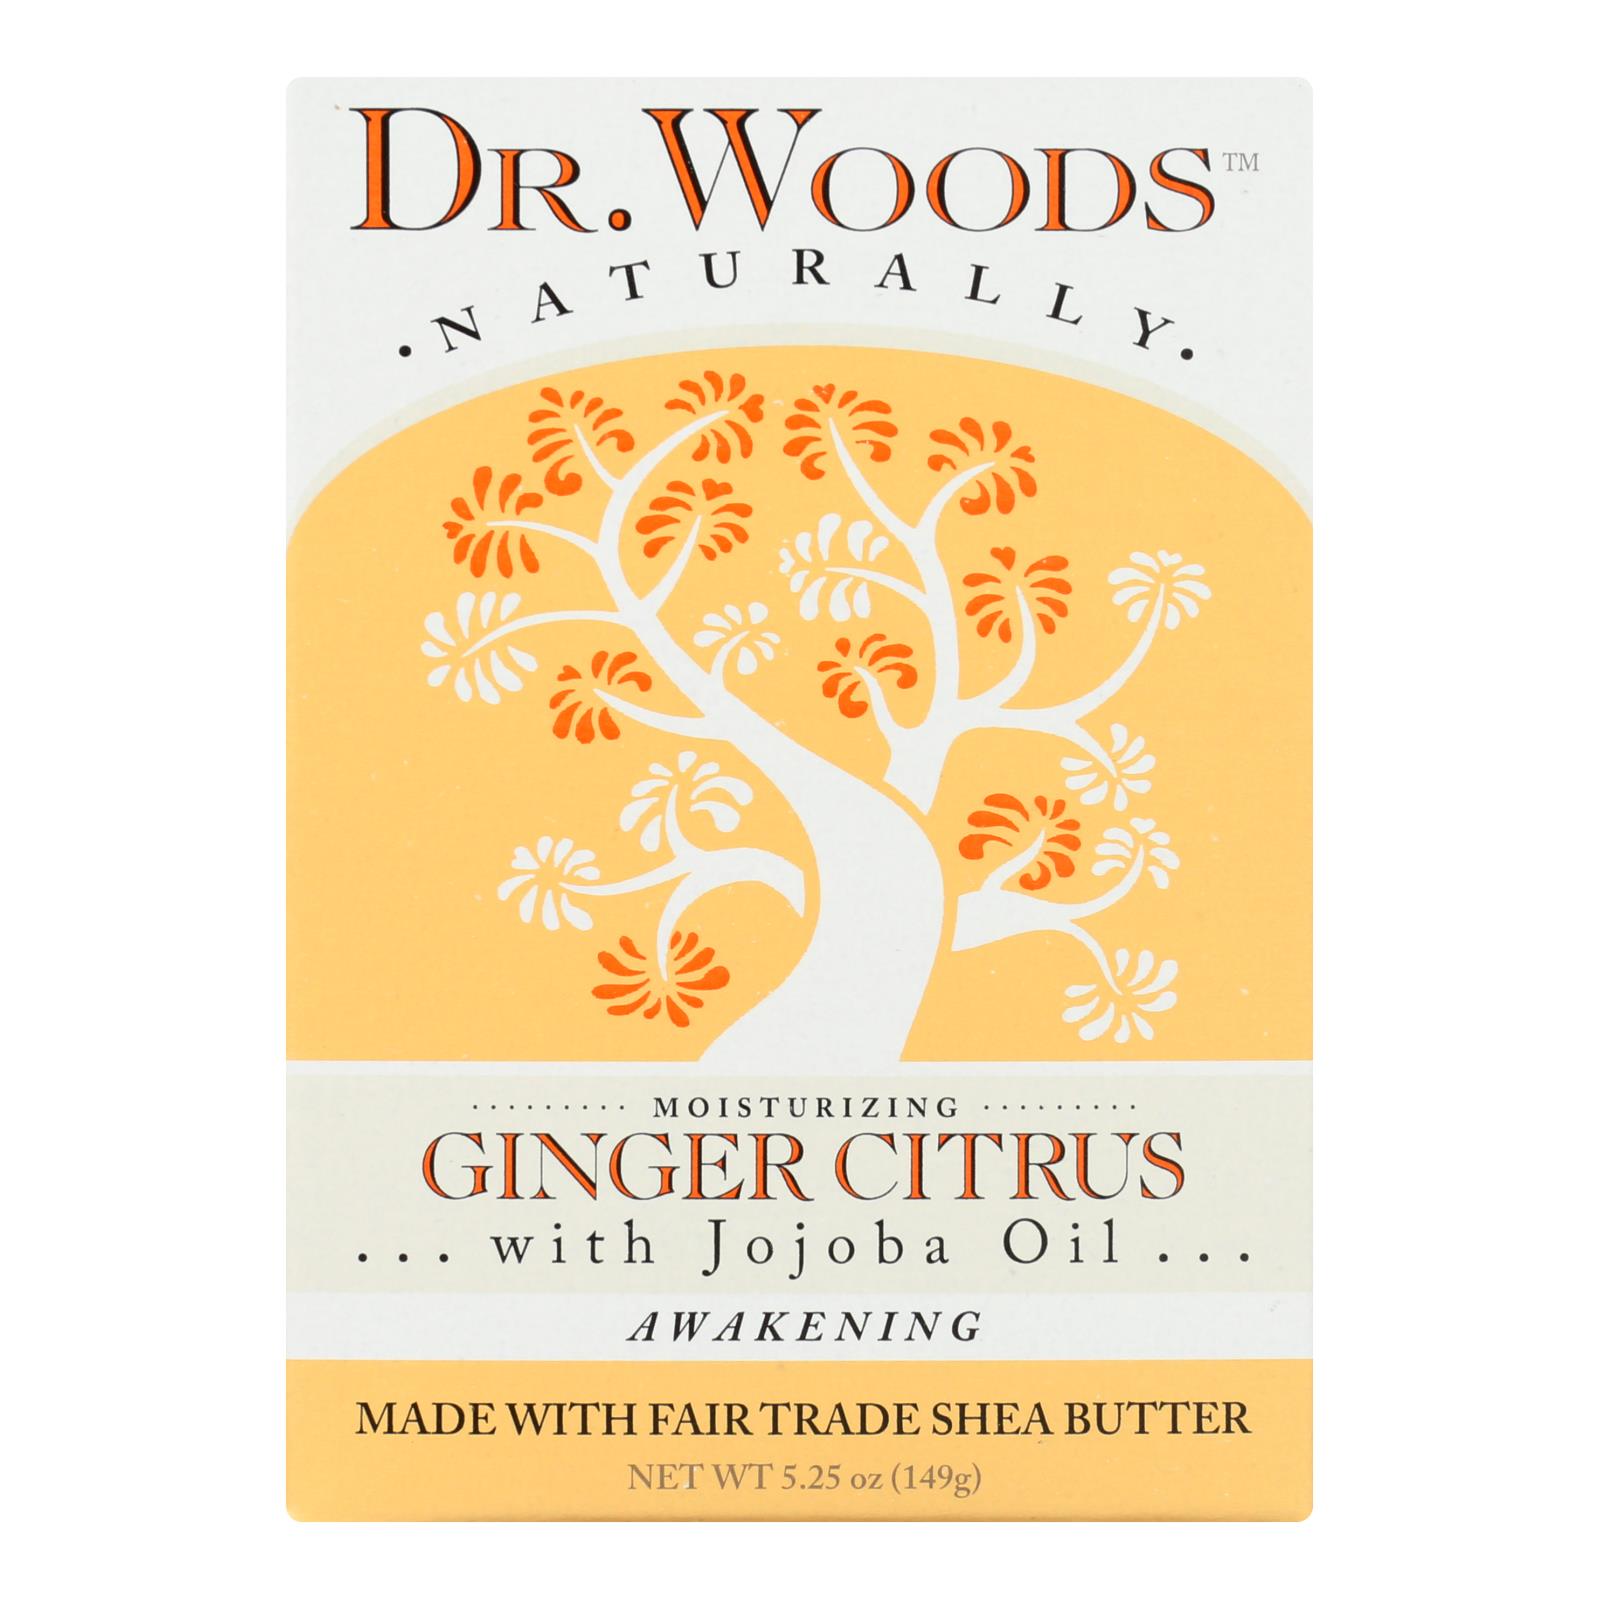 DR. WOODS™
·NATURALLY·
········· MOISTURIZING ·········
GINGER CITRUS
... with Jojoba Oil ...
AWAKENING
MADE WITH FAIR TRADE SHEA BUTTER
NET WT 5.25 oz (149g)